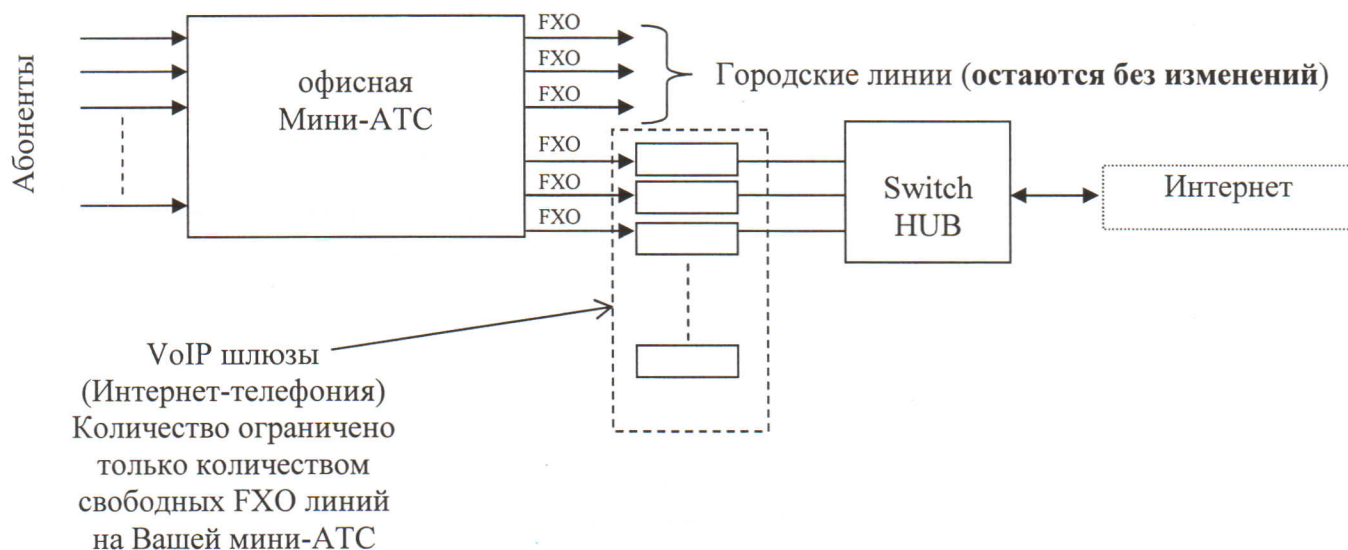 Абоненты
офисная
Мини-АТС
FXO
FXO
FXO
FXO
FXO
FXO
Городские линии (остаются без изменений)
Switch
HUB
Интернет
VoIP шлюзы
(Интернет-телефония)
Количество ограничено
только количеством
свободных FXO линий
на Вашей мини-АТС